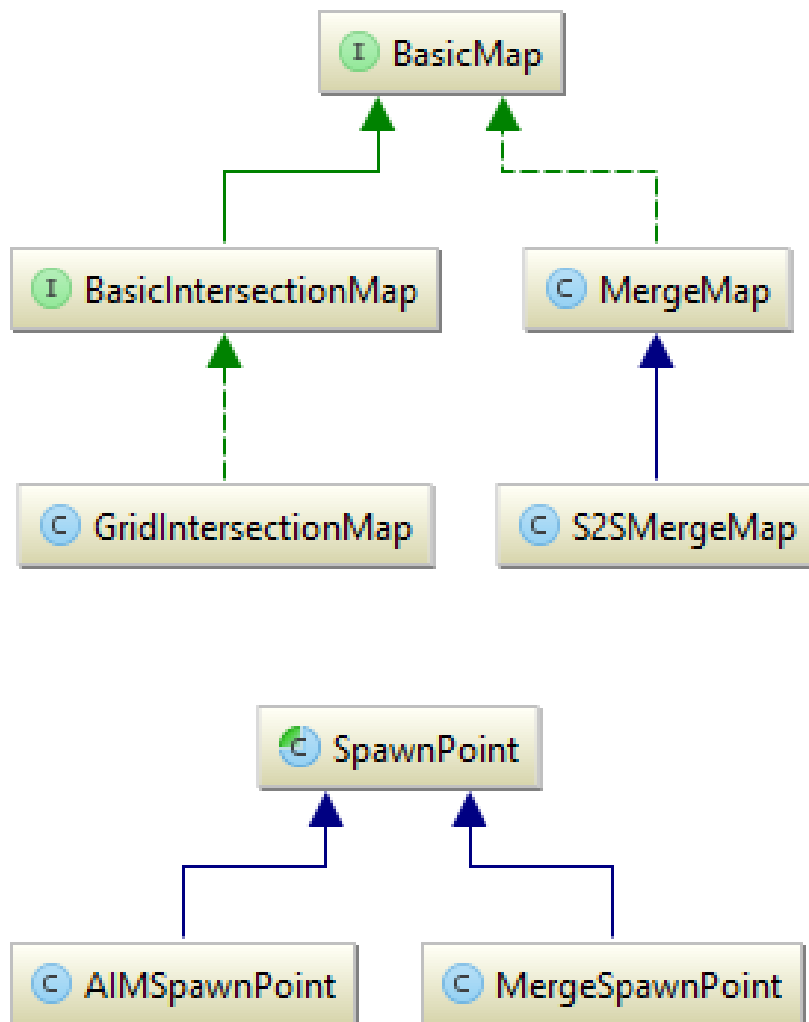 I BasicMap
I BasicIntersectionMap
C MergeMap
C GridIntersectionMap
C S2SMergeMap
C SpawnPoint
C AIMSpawnPoint
C MergeSpawnPoint